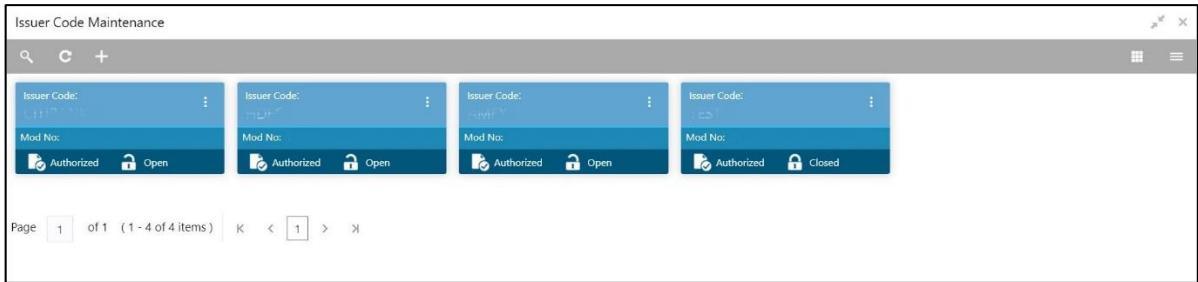 Issuer Code Maintenance
Issuer Code:
Mod No:
Authorized Open
Issuer Code:
Mod No:
Authorized Open
Issuer Code:
Mod No:
Authorized Open
Issuer Code:
Mod No:
Authorized Closed
Page 1 of 1 ( 1 - 4 of 4 items ) 1